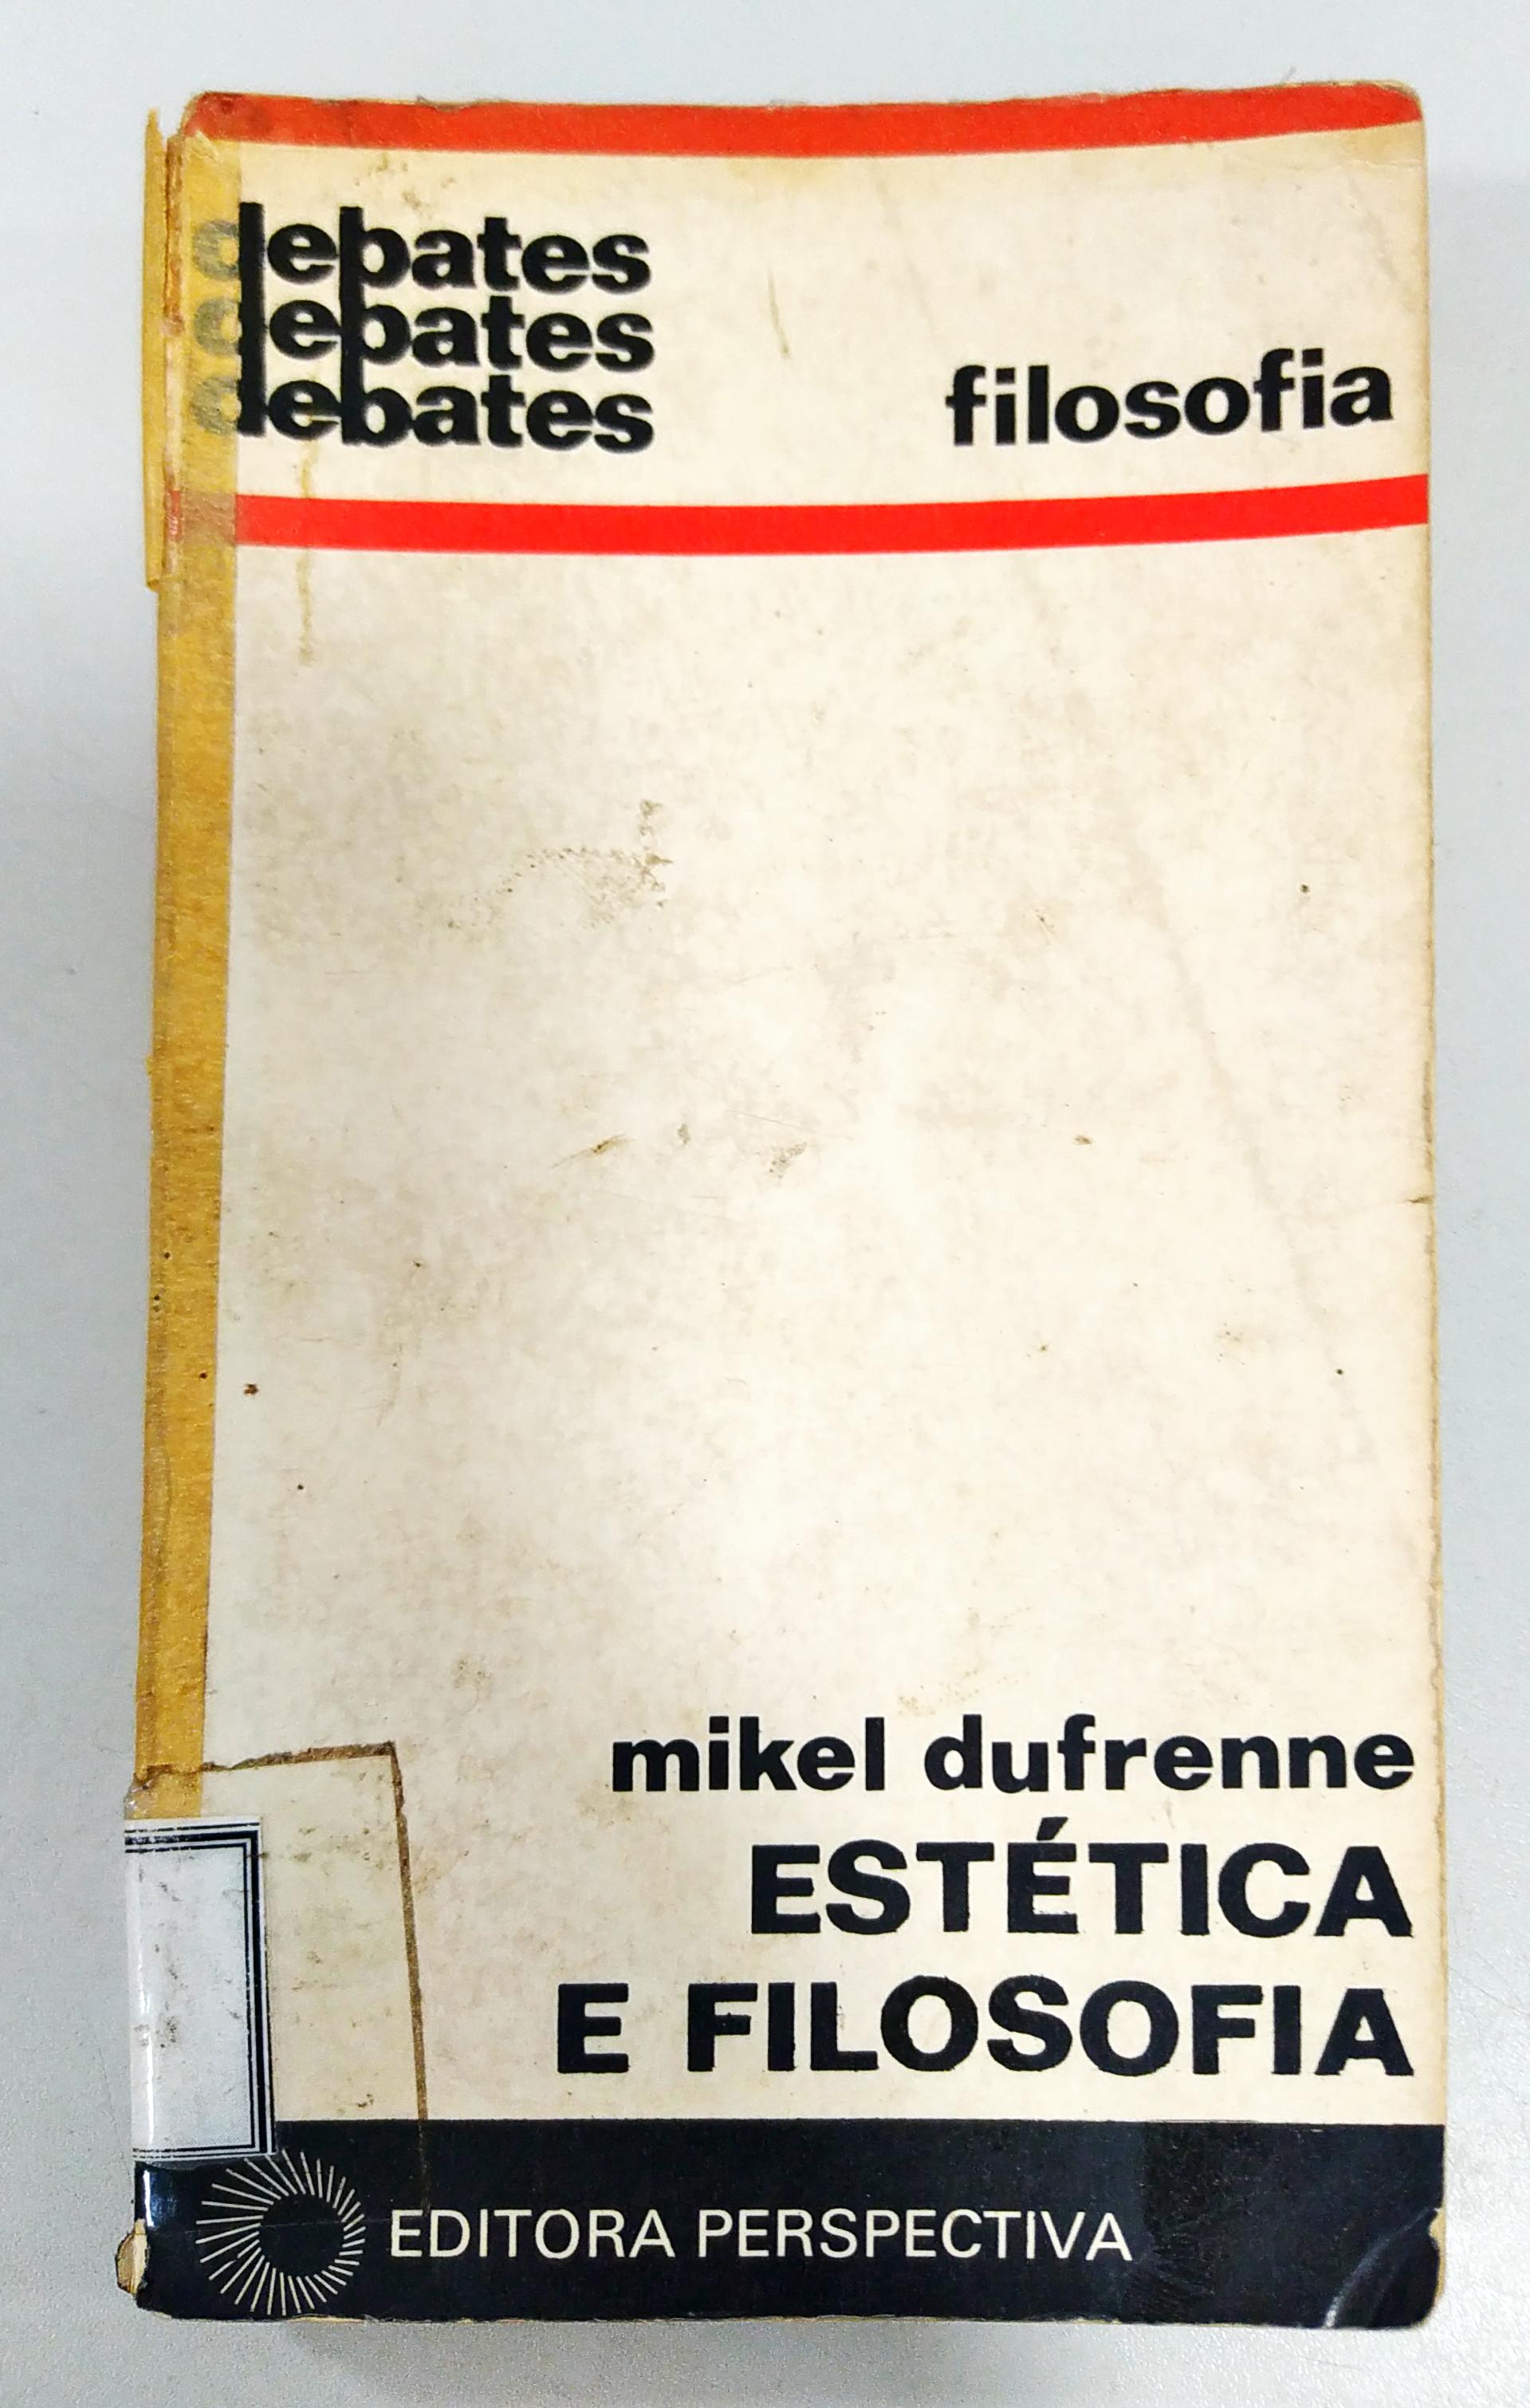 debates
debates
debates
filosofia
mikel dufrenne
ESTÉTICA
E FILOSOFIA
EDITORA PERSPECTIVA